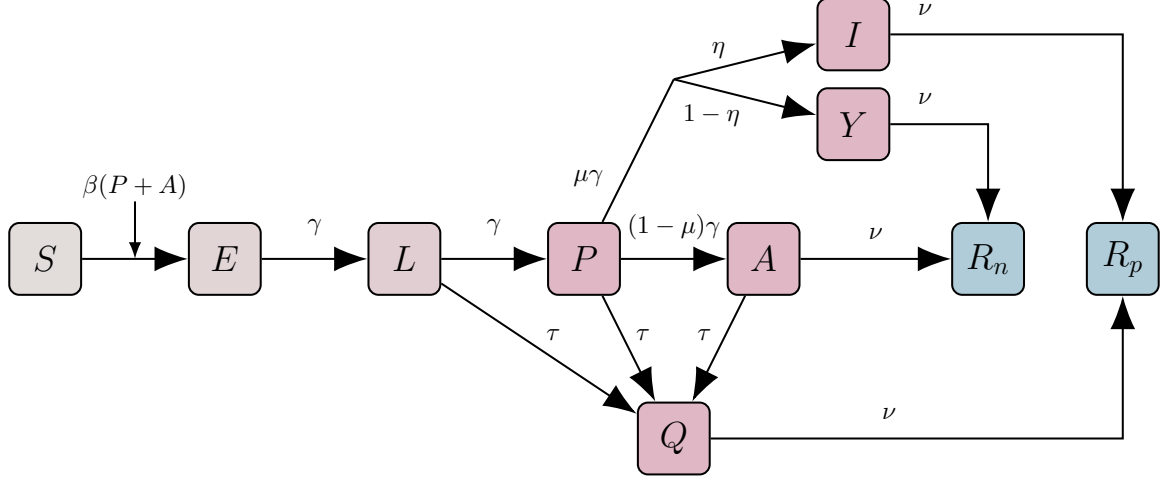 ν
I
η
ν
1 − η
Y
μγ
β(P + A)
γ
γ
(1 − μ)γ
ν
S
E
L
P
A
R_n
R_p
τ
τ
τ
ν
Q